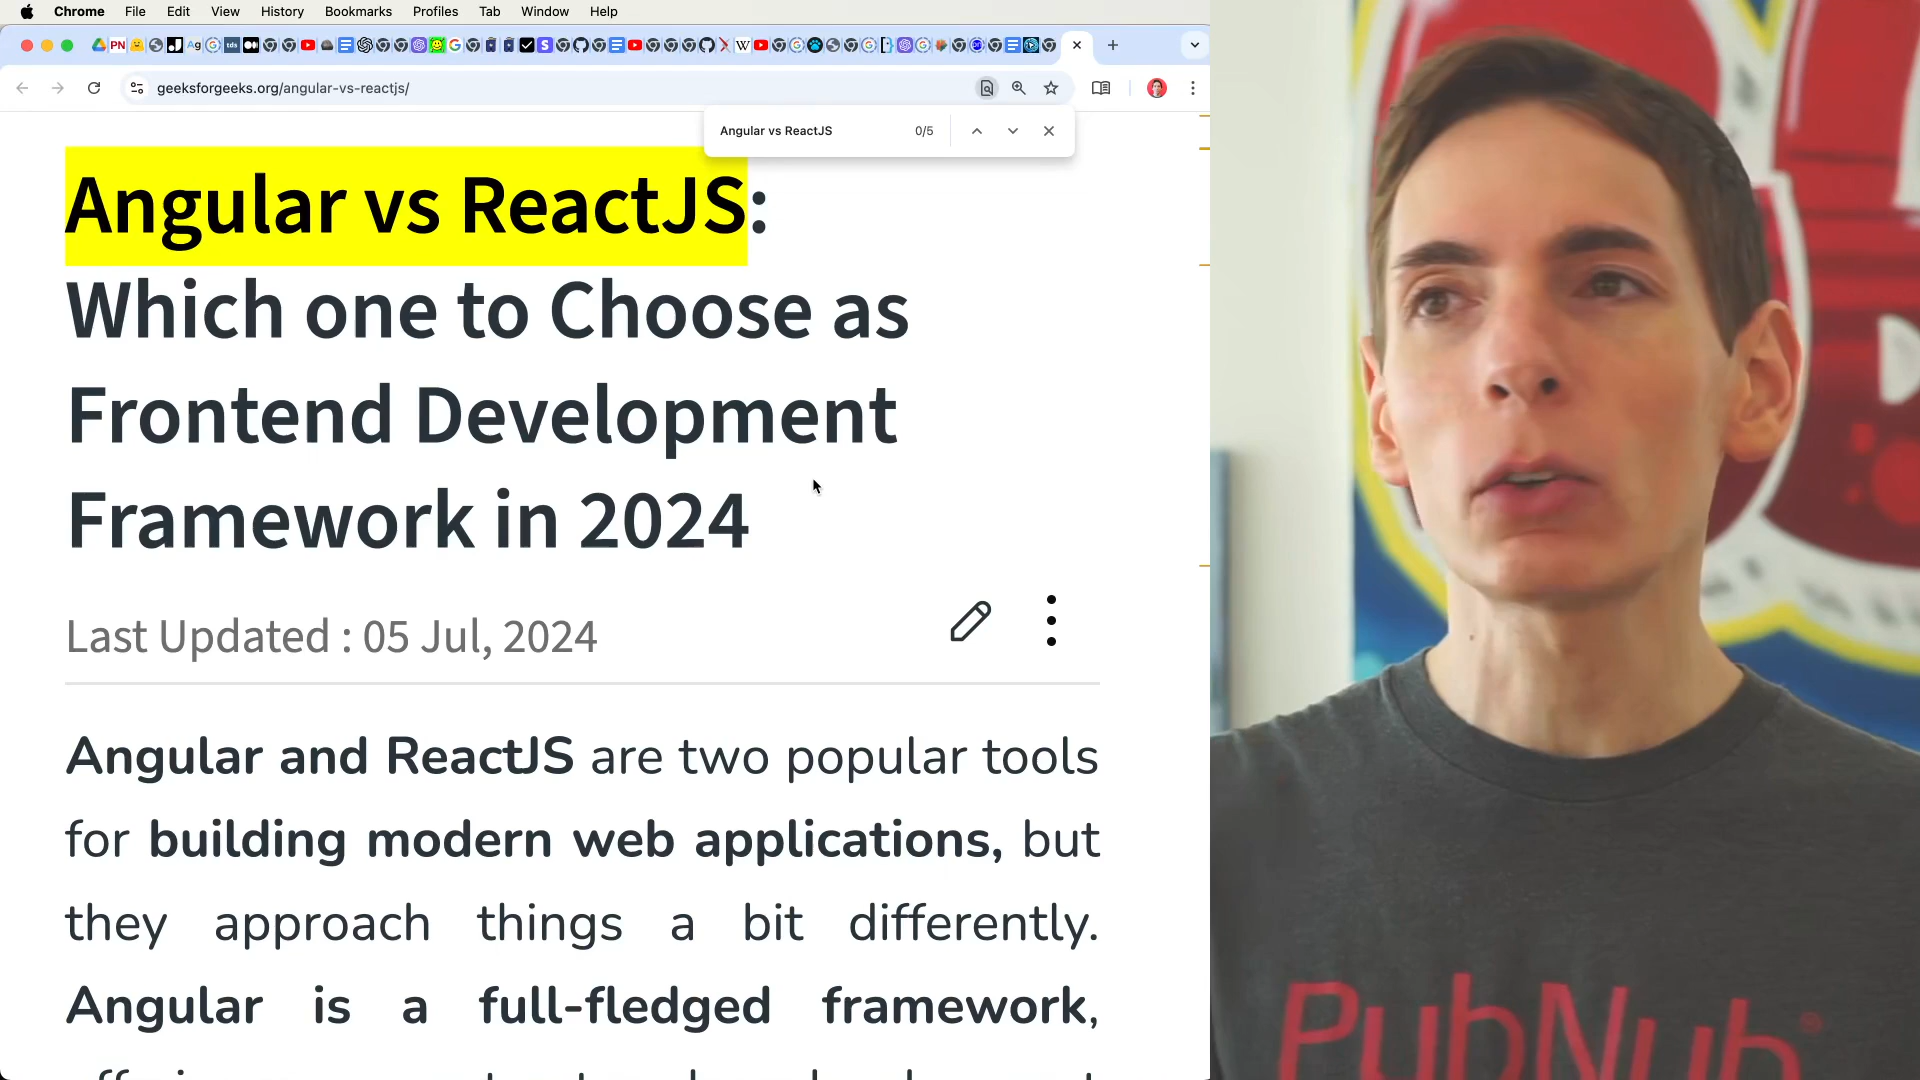 Chrome File Edit View History Bookmarks Profiles Tab Window Help
geeksforgeeks.org/angular-vs-reactjs/
Angular vs ReactJS 0/5
Angular vs ReactJS:
Which one to Choose as
Frontend Development
Framework in 2024
Last Updated : 05 Jul, 2024
Angular and ReactJS are two popular tools
for building modern web applications, but
they approach things a bit differently.
Angular is a full-fledged framework,
PubNub